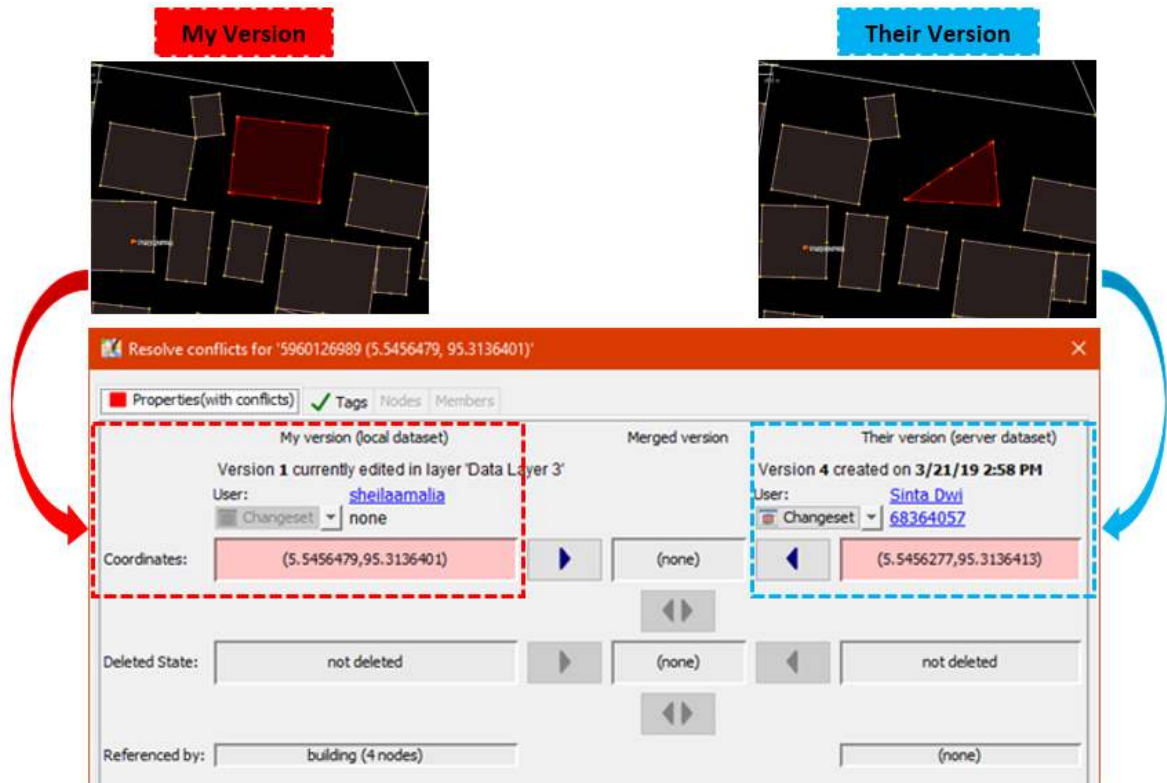 My Version
Their Version
Resolve conflicts for '5960126989 (5.5456479, 95.3136401)'
Properties(with conflicts) Tags Nodes Members
My version (local dataset) Merged version Their version (server dataset)
Version 1 currently edited in layer 'Data Layer 3' Version 4 created on 3/21/19 2:58 PM
User: sheilaamalia User: Sinta Dwi
Changeset none Changeset 68364057
Coordinates: (5.5456479,95.3136401) (none) (5.5456277,95.3136413)
Deleted State: not deleted (none) not deleted
Referenced by: building (4 nodes) (none)